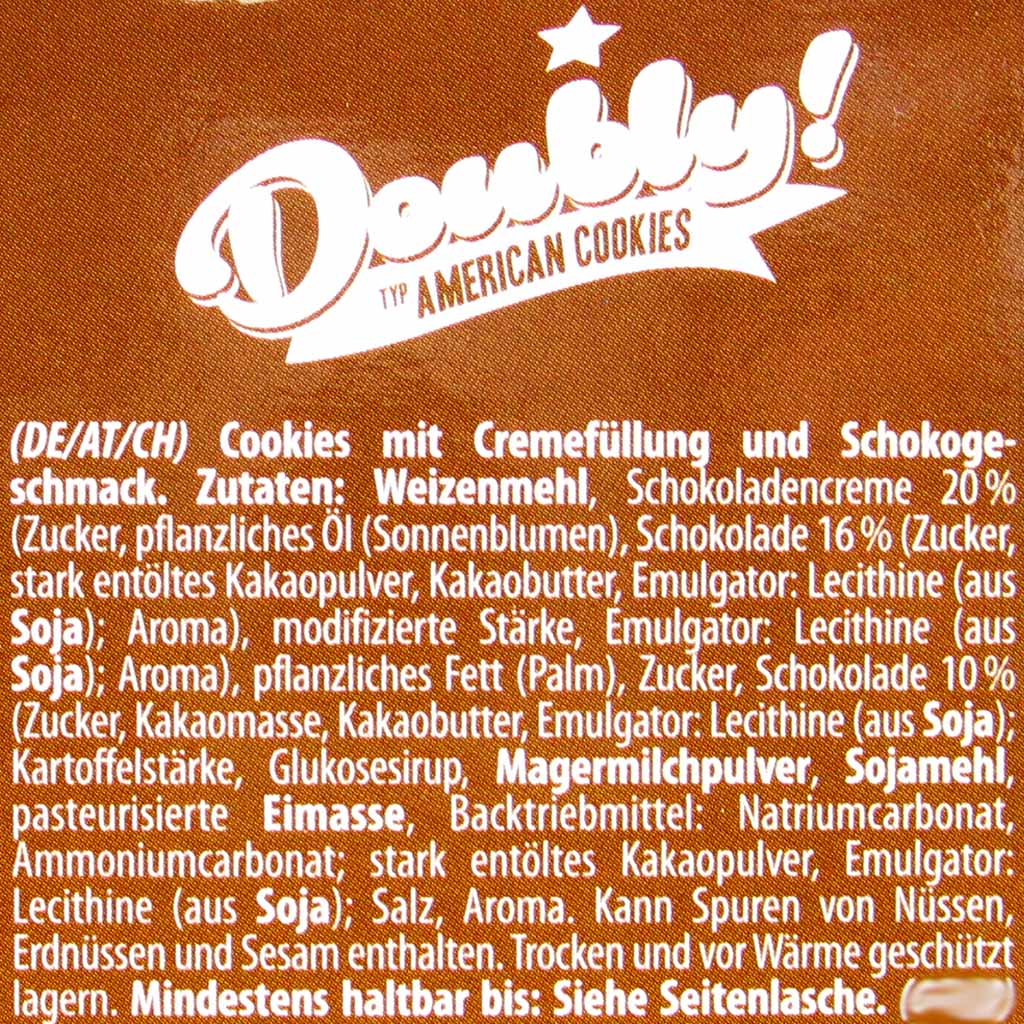 Doubly!
TYP AMERICAN COOKIES
(DE/AT/CH) Cookies mit Cremefüllung und Schokoge-
schmack. Zutaten: Weizenmehl, Schokoladencreme 20 %
(Zucker, pflanzliches Öl (Sonnenblumen), Schokolade 16 % (Zucker,
stark entöltes Kakaopulver, Kakaobutter, Emulgator: Lecithine (aus
Soja); Aroma), modifizierte Stärke, Emulgator: Lecithine (aus
Soja); Aroma), pflanzliches Fett (Palm), Zucker, Schokolade 10 %
(Zucker, Kakaomasse, Kakaobutter, Emulgator: Lecithine (aus Soja);
Kartoffelstärke, Glukosesirup, Magermilchpulver, Sojamehl,
pasteurisierte Eimasse, Backtriebmittel: Natriumcarbonat,
Ammoniumcarbonat; stark entöltes Kakaopulver, Emulgator:
Lecithine (aus Soja); Salz, Aroma. Kann Spuren von Nüssen,
Erdnüssen und Sesam enthalten. Trocken und vor Wärme geschützt
lagern. Mindestens haltbar bis: Siehe Seitenlasche.